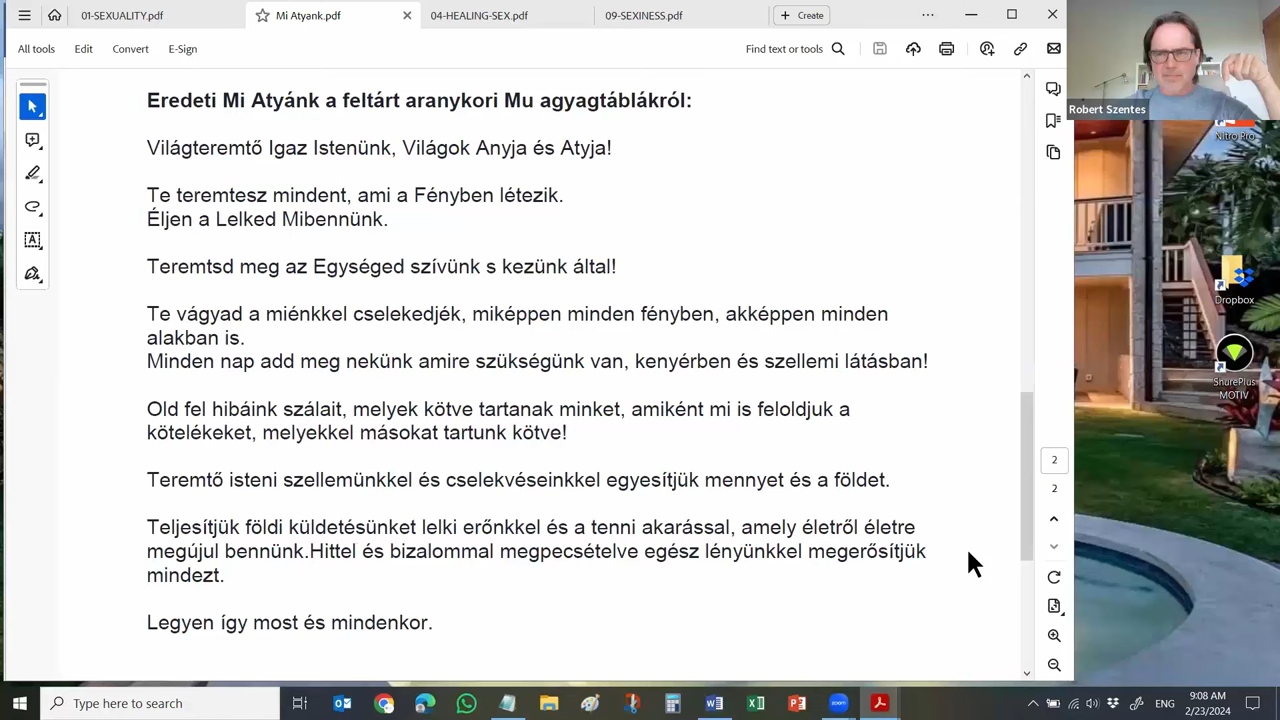 01-SEXUALITY.pdf
Mi Atyank.pdf
04-HEALING-SEX.pdf
09-SEXINESS.pdf
Create
All tools
Edit
Convert
E-Sign
Find text or tools
Robert Szentes
Eredeti Mi Atyánk a feltárt aranykori Mu agyagtáblákról:
Világteremtő Igaz Istenünk, Világok Anyja és Atyja!
Te teremtesz mindent, ami a Fényben létezik.
Éljen a Lelked Mibennünk.
Teremtsd meg az Egységed szívünk s kezünk által!
Te vágyad a miénkkel cselekedjék, miképpen minden fényben, akképpen minden
alakban is.
Minden nap add meg nekünk amire szükségünk van, kenyérben és szellemi látásban!
Old fel hibáink szálait, melyek kötve tartanak minket, amiként mi is feloldjuk a
kötelékeket, melyekkel másokat tartunk kötve!
Teremtő isteni szellemünkkel és cselekvéseinkkel egyesítjük mennyet és a földet.
Teljesítjük földi küldetésünket lelki erőnkkel és a tenni akarással, amely életről életre
megújul bennünk.Hittel és bizalommal megpecsételve egész lényünkkel megerősítjük
mindezt.
Legyen így most és mindenkor.
2
2
Nitro Pro
Dropbox
ShurePlus
MOTIV
Type here to search
ENG
9:08 AM
2/23/2024